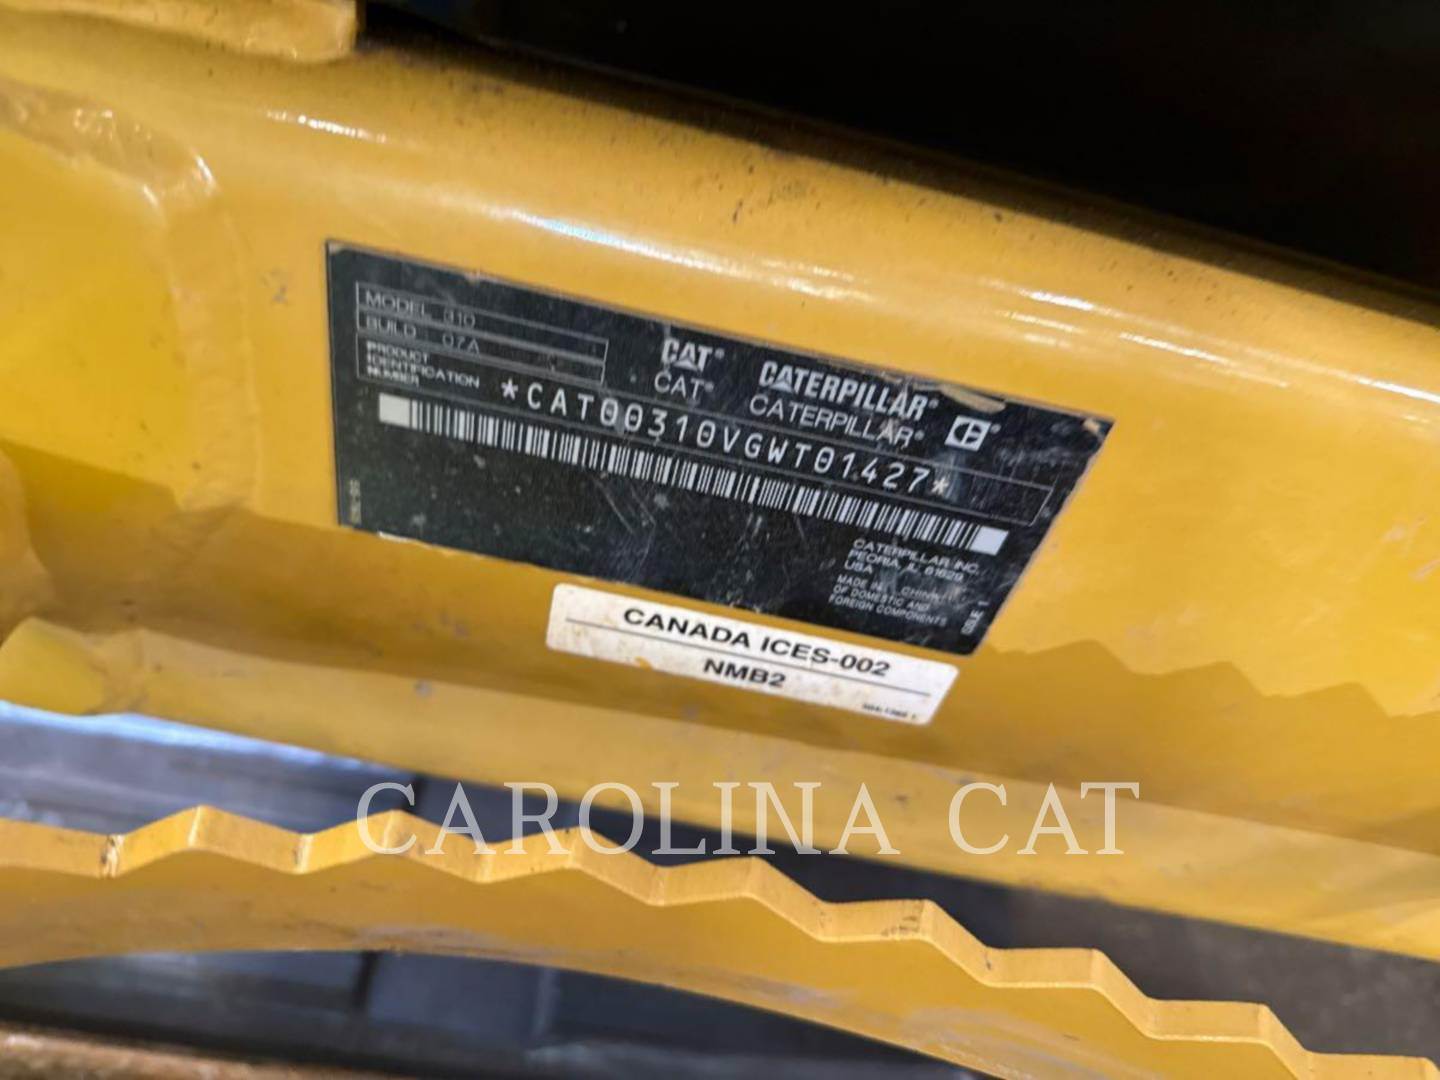 MODEL 310
BUILD 07A
PRODUCT
IDENTIFICATION
NUMBER
*CAT00310VGWT01427*
CAT®
CAT®
CATERPILLAR®
CATERPILLAR®
CE®
CATERPILLAR INC.
PEORIA, IL 61629
USA
MADE IN
OF DOMESTIC AND
FOREIGN COMPONENTS
CANADA ICES-002
NMB2
CAROLINA CAT